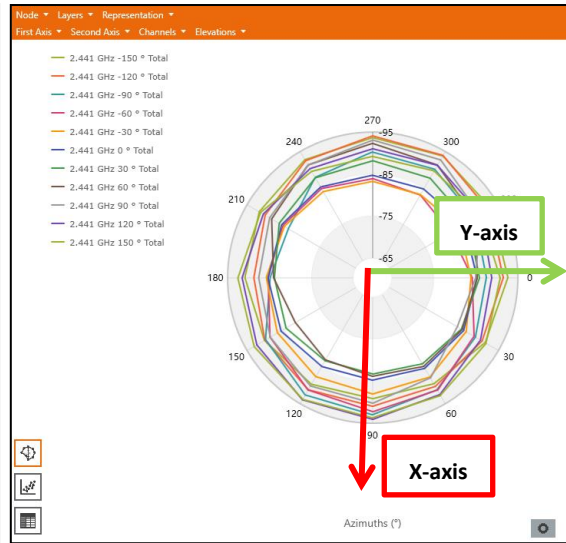 Node Layers Representation
First Axis Second Axis Channels Elevations
2.441 GHz -150 ° Total
2.441 GHz -120 ° Total
2.441 GHz -90 ° Total
2.441 GHz -60 ° Total
2.441 GHz -30 ° Total
2.441 GHz 0 ° Total
2.441 GHz 30 ° Total
2.441 GHz 60 ° Total
2.441 GHz 90 ° Total
2.441 GHz 120 ° Total
2.441 GHz 150 ° Total
270
-95
240
300
-85
210
-75
Y-axis
-65
180
0
150
30
120
60
90
X-axis
Azimuths (°)